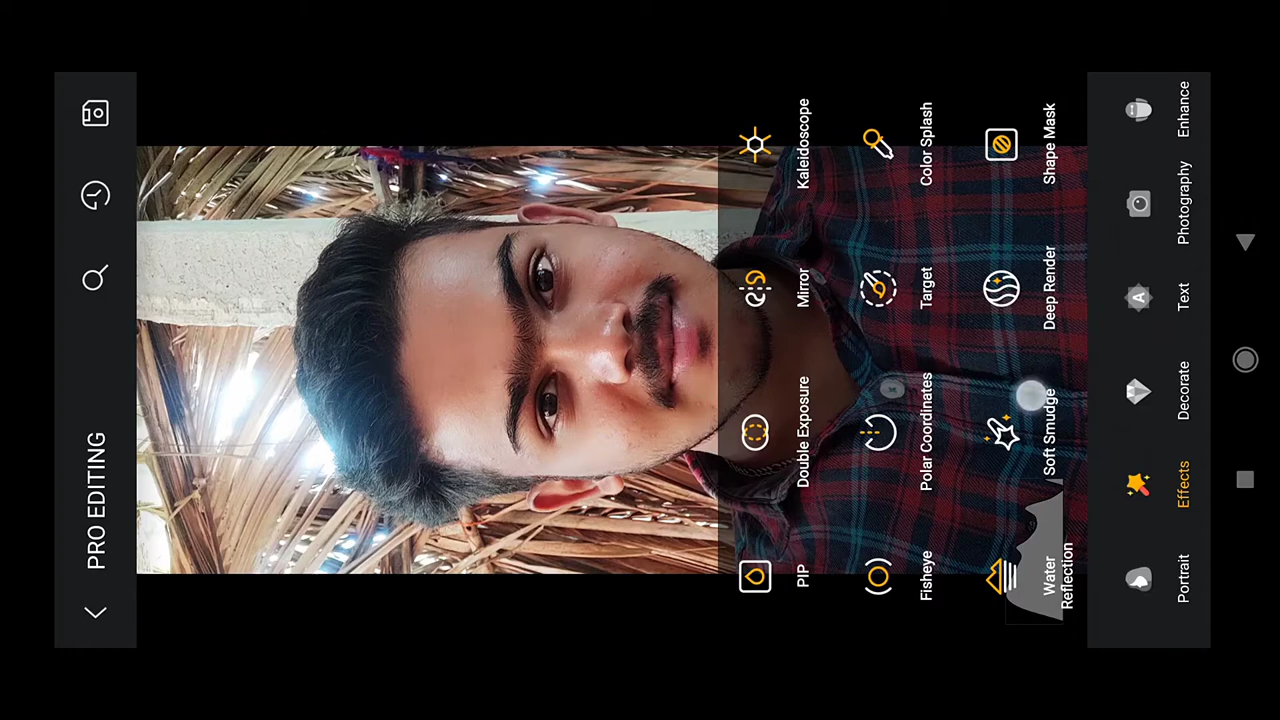 PRO EDITING
PIP
Double Exposure
Mirror
Kaleidoscope
Fisheye
Polar Coordinates
Target
Color Splash
Water
Reflection
Soft Smudge
Deep Render
Shape Mask
Portrait
Effects
Decorate
Text
Photography
Enhance